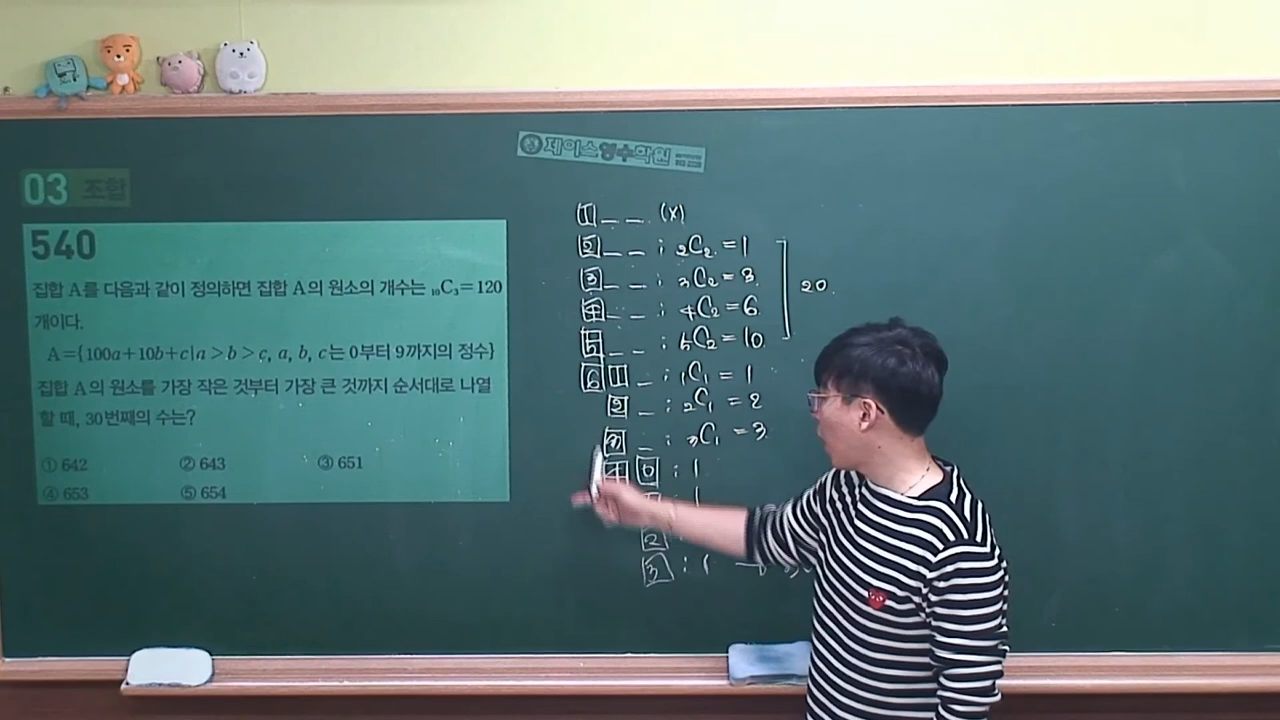 제이스영수학원
03 조합
540
집합 A를 다음과 같이 정의하면 집합 A의 원소의 개수는 ₁₀C₃=120
개이다.
A={100a+10b+c|a>b>c, a, b, c는 0부터 9까지의 정수}
집합 A의 원소를 가장 작은 것부터 가장 큰 것까지 순서대로 나열
할 때, 30번째의 수는?
① 642 ② 643 ③ 651
④ 653 ⑤ 654
1 _ _ (x)
2 _ _ : ₂C₂ = 1
3 _ _ : ₃C₂ = 3
4 _ _ : ₄C₂ = 6
5 _ _ : ₅C₂ = 10
20
6 1 _ : ₁C₁ = 1
2 _ : ₂C₁ = 2
3 _ : ₃C₁ = 3
4 0 : 1
1
2 :
3 : 1